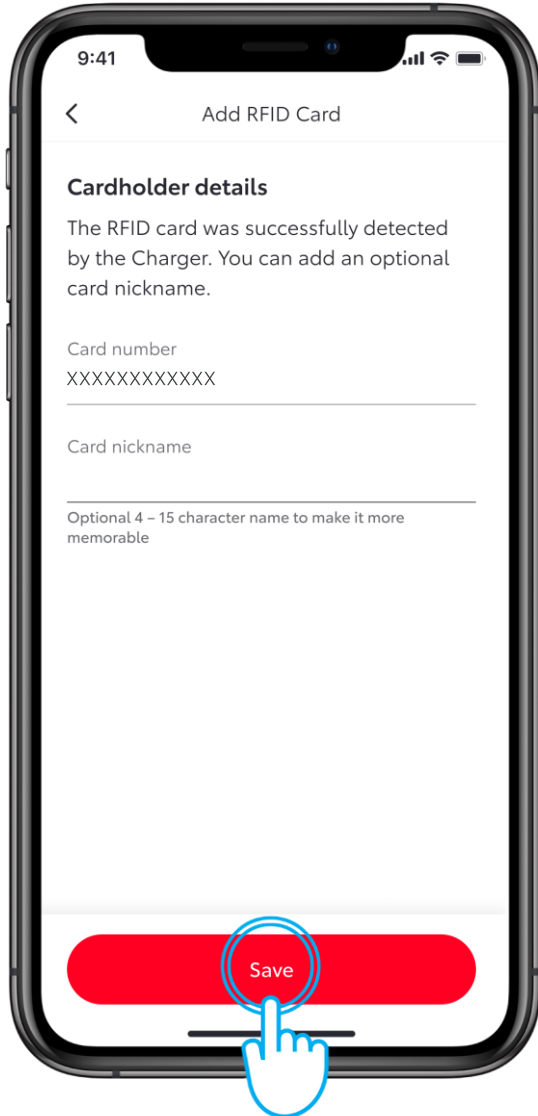 9:41
Add RFID Card
Cardholder details
The RFID card was successfully detected
by the Charger. You can add an optional
card nickname.
Card number
XXXXXXXXXXXX
Card nickname
Optional 4 – 15 character name to make it more
memorable
Save